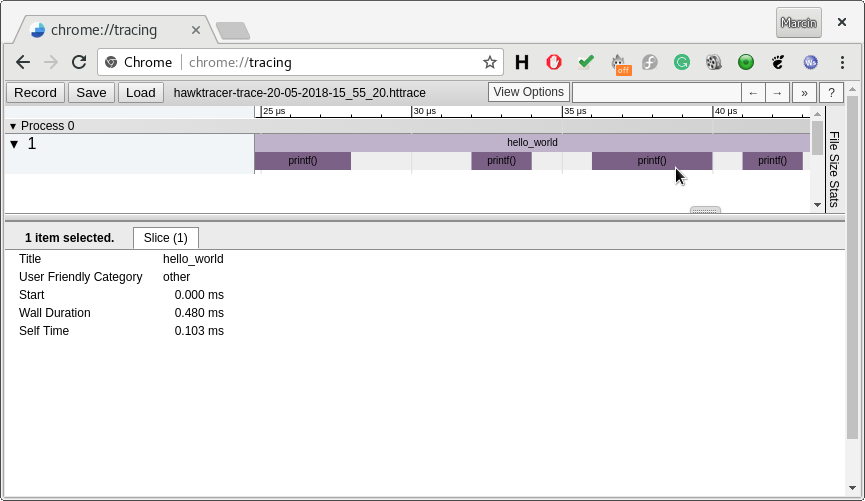 Marcin
chrome://tracing
Chrome chrome://tracing
off
Record Save Load hawktracer-trace-20-05-2018-15_55_20.httrace View Options ← → » ?
25 μs 30 μs 35 μs 40 μs
▼ Process 0
▼ 1
hello_world
printf() printf() printf() printf()
File Size Stats
1 item selected. Slice (1)
Title hello_world
User Friendly Category other
Start 0.000 ms
Wall Duration 0.480 ms
Self Time 0.103 ms